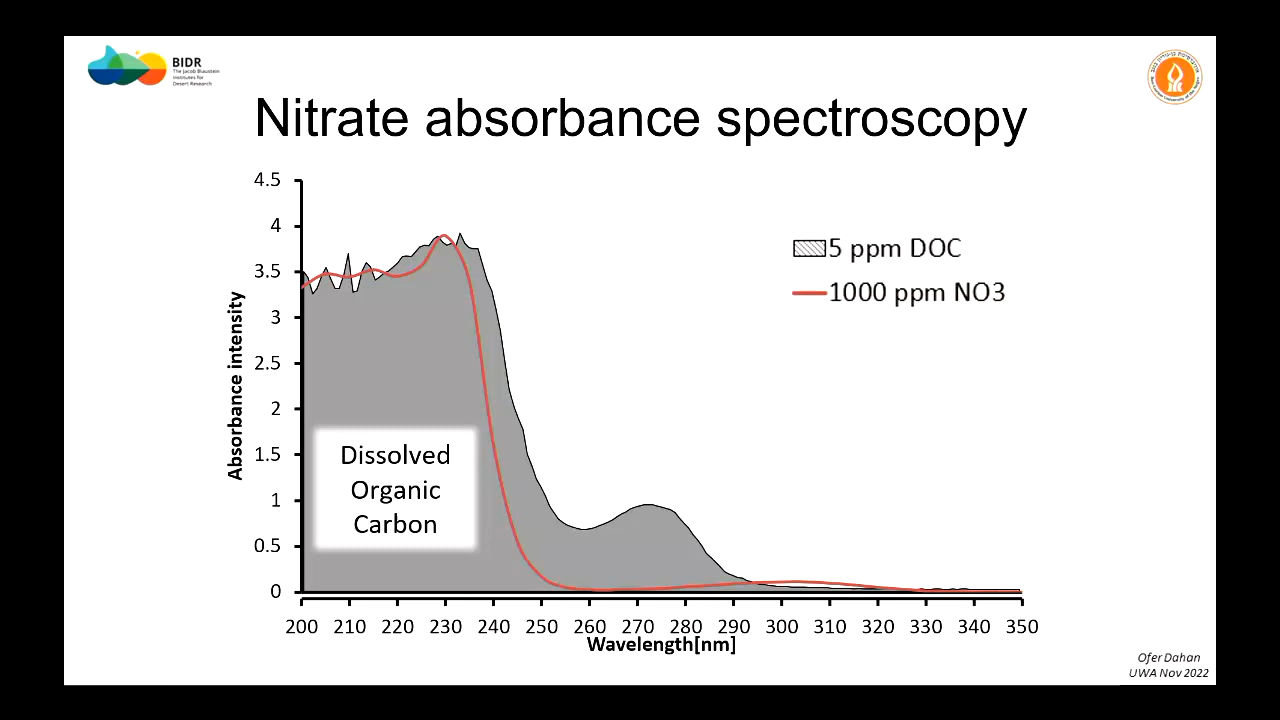 BIDR
The Jacob Blaustein
Institutes for
Desert Research
Nitrate absorbance spectroscopy
4.5
4
3.5
3
2.5
2
1.5
1
0.5
0
Absorbance intensity
5 ppm DOC
1000 ppm NO3
Dissolved
Organic
Carbon
200 210 220 230 240 250 260 270 280 290 300 310 320 330 340 350
Wavelength[nm]
Ofer Dahan
UWA Nov 2022